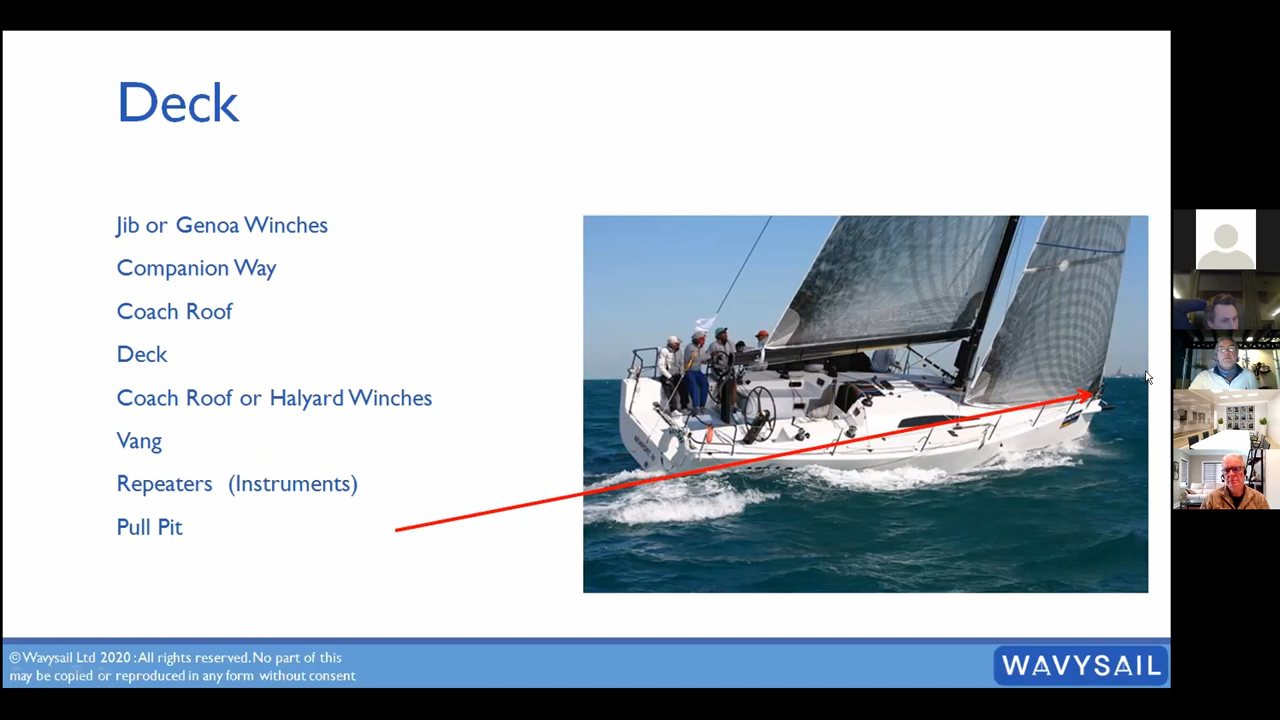 Deck
Jib or Genoa Winches
Companion Way
Coach Roof
Deck
Coach Roof or Halyard Winches
Vang
Repeaters (Instruments)
Pull Pit
© Wavysail Ltd 2020 : All rights reserved. No part of this
may be copied or reproduced in any form without consent
WAVYSAIL